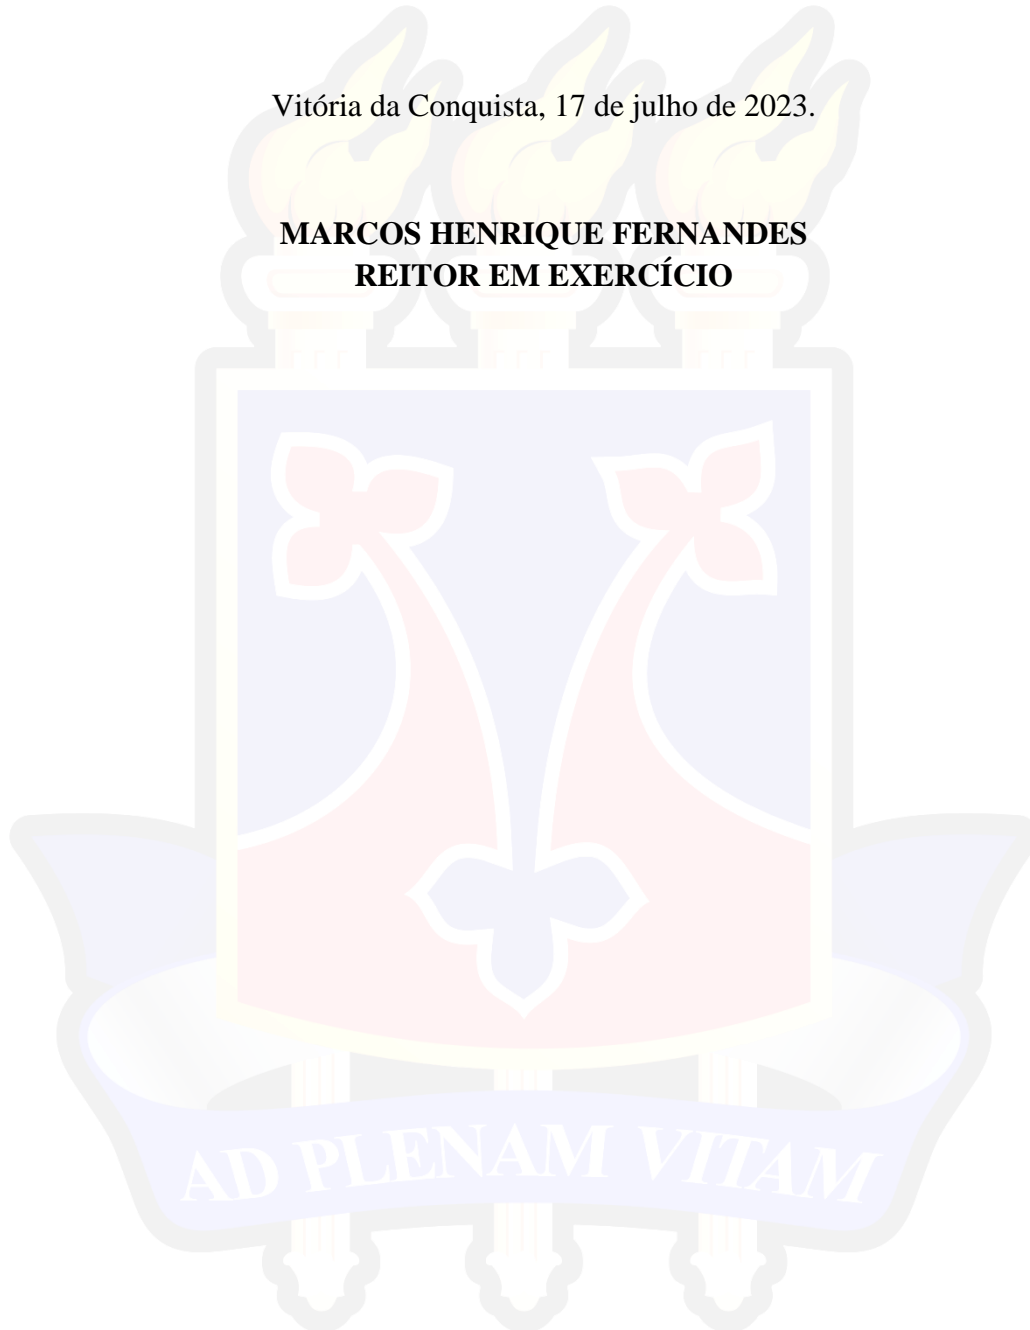 Vitória da Conquista, 17 de julho de 2023.
MARCOS HENRIQUE FERNANDES
REITOR EM EXERCÍCIO
AD PLENAM VITAM